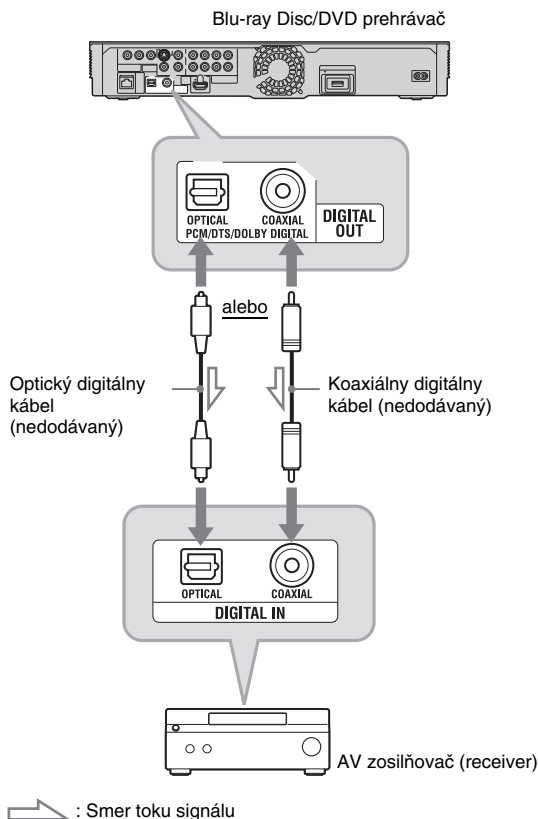 Blu-ray Disc/DVD prehrávač
OPTICAL
COAXIAL
PCM/DTS/DOLBY DIGITAL
DIGITAL
OUT
alebo
Optický digitálny
kábel
(nedodávaný)
Koaxiálny digitálny
kábel (nedodávaný)
OPTICAL
COAXIAL
DIGITAL IN
AV zosilňovač (receiver)
: Smer toku signálu